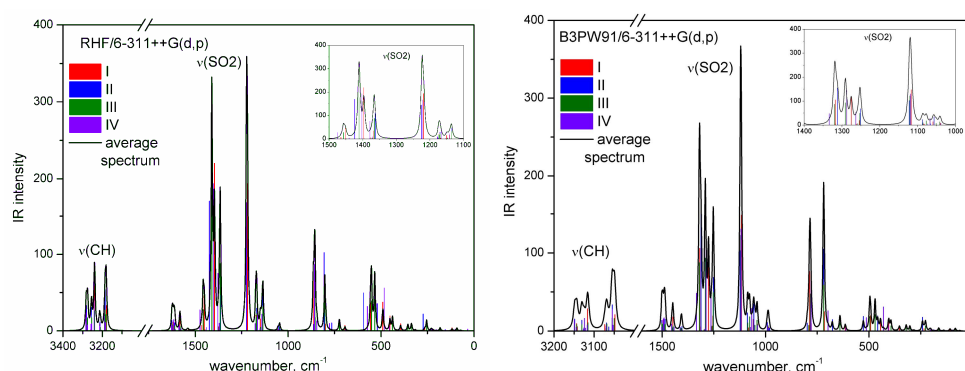 RHF/6-311++G(d,p)
ν(SO2)
I
II
III
IV
average
spectrum
ν(CH)
IR intensity
400
300
200
100
0
3400 3200 1500 1000 500 0
wavenumber, cm-1
ν(SO2)
400
300
200
100
0
1500 1400 1300 1200 1100
B3PW91/6-311++G(d,p)
ν(SO2)
I
II
III
IV
average
spectrum
ν(CH)
IR intensity
400
300
200
100
0
3200 3100 1500 1000 500 0
wavenumber, cm-1
ν(SO2)
400
300
200
100
0
1400 1300 1200 1100 1000